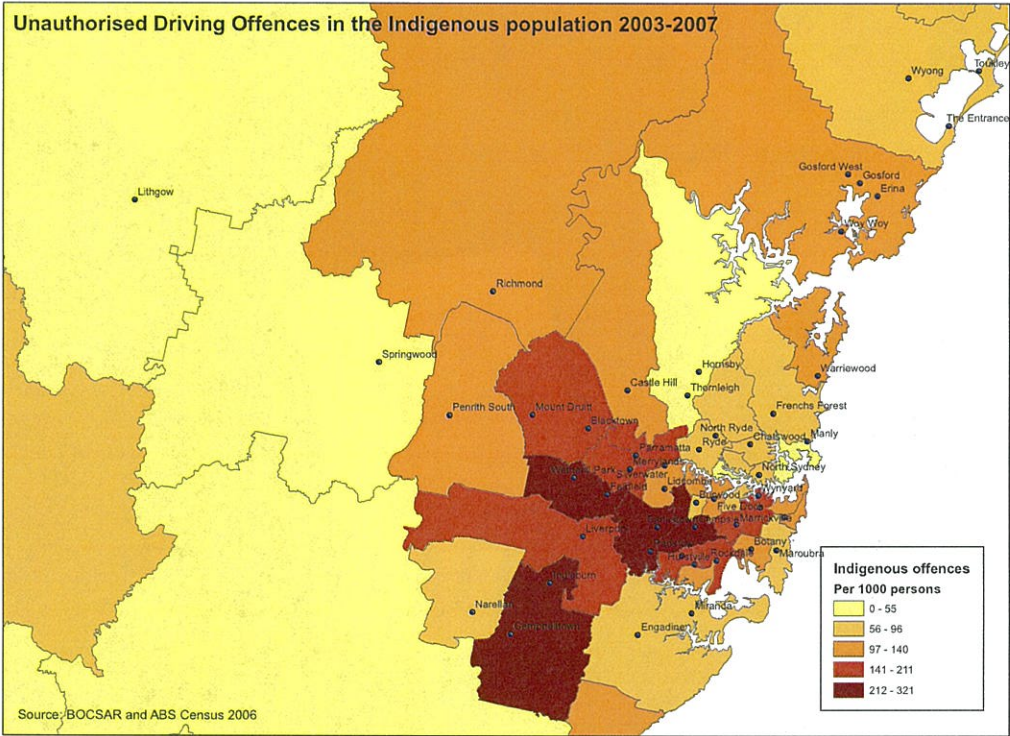 Unauthorised Driving Offences in the Indigenous population 2003-2007
Wyong
Toukley
The Entrance
Gosford West
Gosford
Erina
Woy Woy
Lithgow
Richmond
Springwood
Hornsby
Thornleigh
Warriewood
Castle Hill
Penrith South
Mount Druitt
Blacktown
Frenchs Forest
North Ryde
Ryde
Chatswood
Manly
Parramatta
Merrylands
North Sydney
Lidcombe
Wynyard
Burwood
Five Dock
Marrickville
Liverpool
Botany
Maroubra
Hurstville
Rockdale
Narellan
Campbelltown
Miranda
Engadine
Indigenous offences
Per 1000 persons
0 - 55
56 - 96
97 - 140
141 - 211
212 - 321
Source: BOCSAR and ABS Census 2006